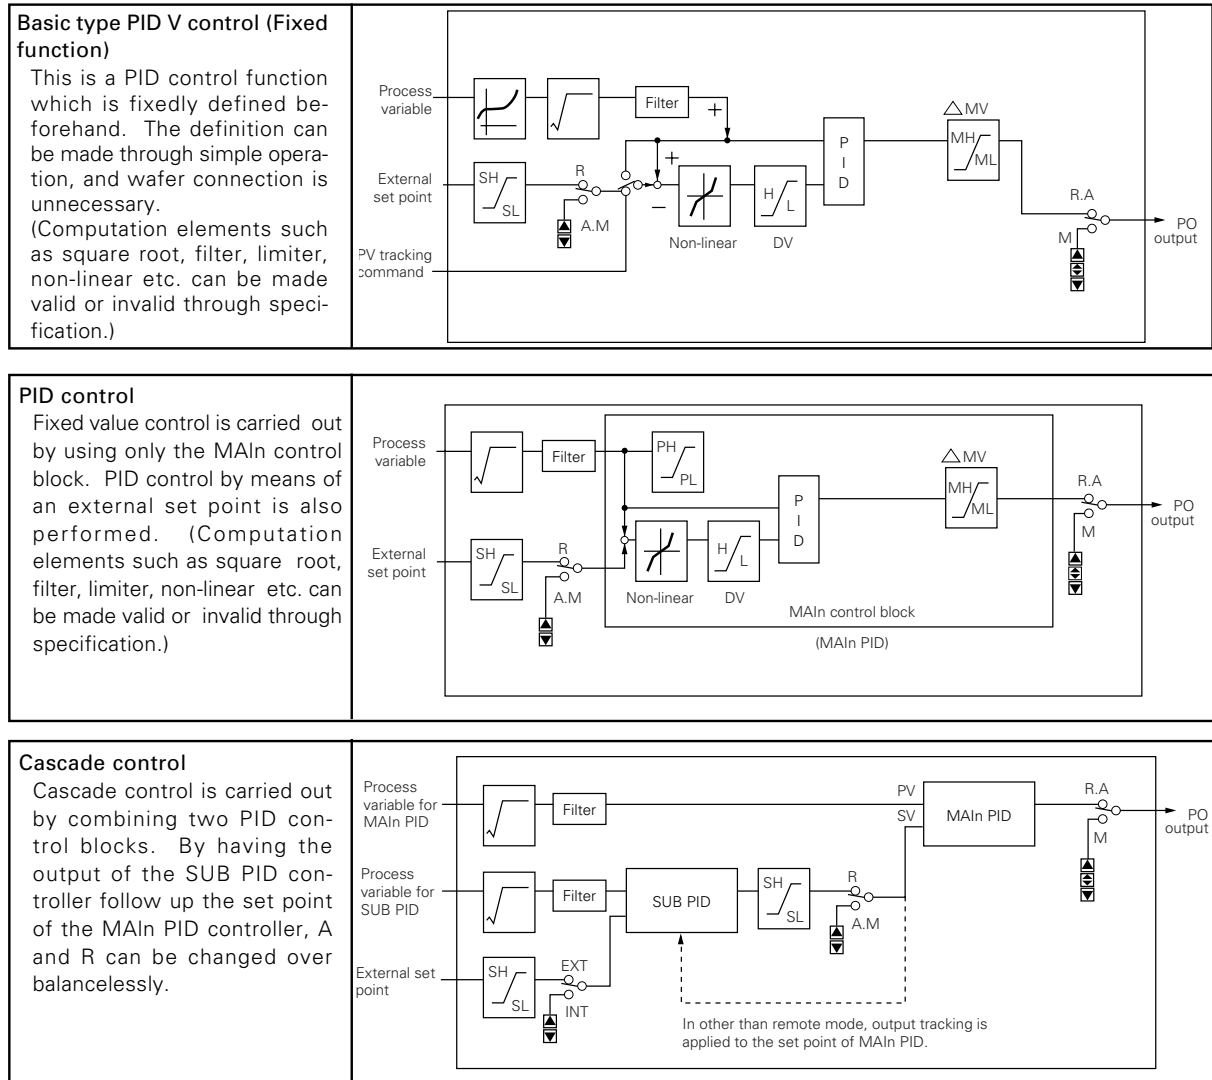 Basic type PID V control (Fixed
function)
This is a PID control function
which is fixedly defined be-
forehand. The definition can
be made through simple opera-
tion, and wafer connection is
unnecessary.
(Computation elements such
as square root, filter, limiter,
non-linear etc. can be made
valid or invalid through speci-
fication.)
Process
variable
Filter
+
External
set point
SH
SL
R
A.M
+
−
Non-linear
H
L
DV
PV tracking
command
P
I
D
△ MV
MH
ML
R.A
M
PO
output
PID control
Fixed value control is carried out
by using only the MAIn control
block. PID control by means of
an external set point is also
performed. (Computation
elements such as square root,
filter, limiter, non-linear etc. can
be made valid or invalid through
specification.)
Process
variable
Filter
PH
PL
External
set point
SH
SL
R
A.M
Non-linear
H
L
DV
P
I
D
△ MV
MH
ML
MAIn control block
(MAIn PID)
R.A
M
PO
output
Cascade control
Cascade control is carried out
by combining two PID con-
trol blocks. By having the
output of the SUB PID con-
troller follow up the set point
of the MAIn PID controller, A
and R can be changed over
balancelessly.
Process
variable for
MAIn PID
Filter
PV
SV
MAIn PID
R.A
M
PO
output
Process
variable for
SUB PID
Filter
SUB PID
SH
SL
R
A.M
External set
point
SH
SL
EXT
INT
In other than remote mode, output tracking is
applied to the set point of MAIn PID.